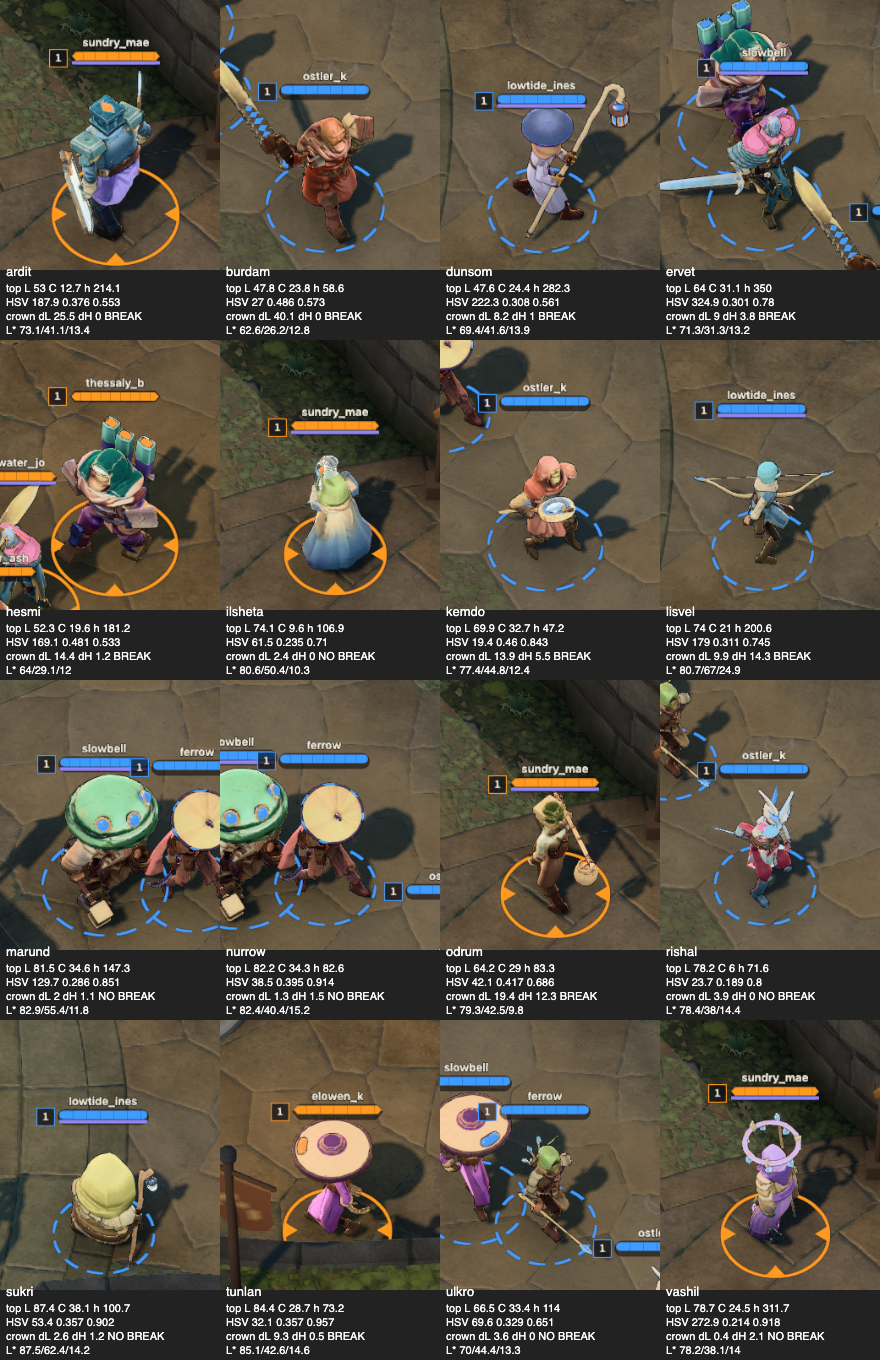 sundry_mae
1
ardit
top L 53 C 12.7 h 214.1
HSV 187.9 0.376 0.553
crown dL 25.5 dH 0 BREAK
L* 73.1/41.1/13.4
ostler_k
1
burdam
top L 47.8 C 23.8 h 58.6
HSV 27 0.486 0.573
crown dL 40.1 dH 0 BREAK
L* 62.6/26.2/12.8
lowtide_ines
1
dunsom
top L 47.6 C 24.4 h 282.3
HSV 222.3 0.308 0.561
crown dL 8.2 dH 1 BREAK
L* 69.4/41.6/13.9
slowbell
1
1
ervet
top L 64 C 31.1 h 350
HSV 324.9 0.301 0.78
crown dL 9 dH 3.8 BREAK
L* 71.3/31.3/13.2
thessaly_b
1
water_jo
r_ash
hesmi
top L 52.3 C 19.6 h 181.2
HSV 169.1 0.481 0.533
crown dL 14.4 dH 1.2 BREAK
L* 64/29.1/12
sundry_mae
1
ilsheta
top L 74.1 C 9.6 h 106.9
HSV 61.5 0.235 0.71
crown dL 2.4 dH 0 NO BREAK
L* 80.6/50.4/10.3
ostler_k
1
kemdo
top L 69.9 C 32.7 h 47.2
HSV 19.4 0.46 0.843
crown dL 13.9 dH 5.5 BREAK
L* 77.4/44.8/12.4
lowtide_ines
1
lisvel
top L 74 C 21 h 200.6
HSV 179 0.311 0.745
crown dL 9.9 dH 14.3 BREAK
L* 80.7/67/24.9
slowbell
1
ferrow
1
marund
top L 81.5 C 34.6 h 147.3
HSV 129.7 0.286 0.851
crown dL 2 dH 1.1 NO BREAK
L* 82.9/55.4/11.8
owbell
ferrow
1
1
os
nurrow
top L 82.2 C 34.3 h 82.6
HSV 38.5 0.395 0.914
crown dL 1.3 dH 1.5 NO BREAK
L* 82.4/40.4/15.2
sundry_mae
1
odrum
top L 64.2 C 29 h 83.3
HSV 42.1 0.417 0.686
crown dL 19.4 dH 12.3 BREAK
L* 79.3/42.5/9.8
ostler_k
1
rishal
top L 78.2 C 6 h 71.6
HSV 23.7 0.189 0.8
crown dL 3.9 dH 0 NO BREAK
L* 78.4/38/14.4
lowtide_ines
1
sukri
top L 87.4 C 38.1 h 100.7
HSV 53.4 0.357 0.902
crown dL 2.6 dH 1.2 NO BREAK
L* 87.5/62.4/14.2
elowen_k
1
tunlan
top L 84.4 C 28.7 h 73.2
HSV 32.1 0.357 0.957
crown dL 9.3 dH 0.5 BREAK
L* 85.1/42.6/14.6
slowbell
ferrow
1
1
ostl
ulkro
top L 66.5 C 33.4 h 114
HSV 69.6 0.329 0.651
crown dL 3.6 dH 0 NO BREAK
L* 70/44.4/13.3
sundry_mae
1
vashil
top L 78.7 C 24.5 h 311.7
HSV 272.9 0.214 0.918
crown dL 0.4 dH 2.1 NO BREAK
L* 78.2/38.1/14